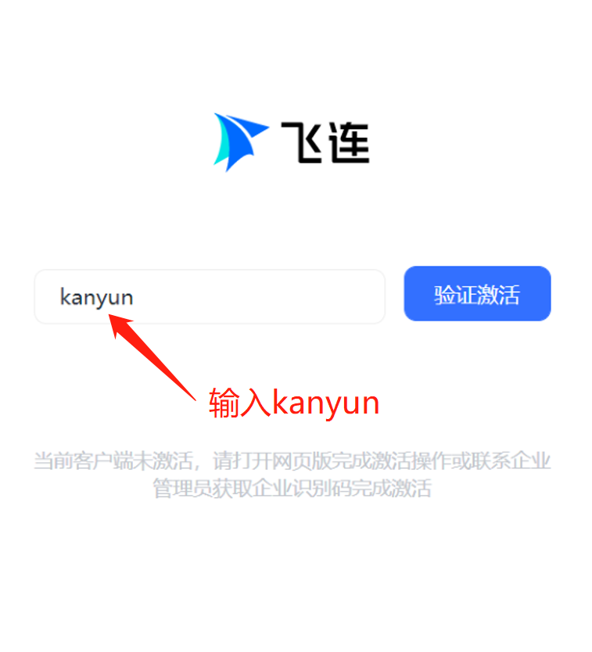 飞连
kanyun
验证激活
输入kanyun
当前客户端未激活，请打开网页版完成激活操作或联系企业
管理员获取企业识别码完成激活